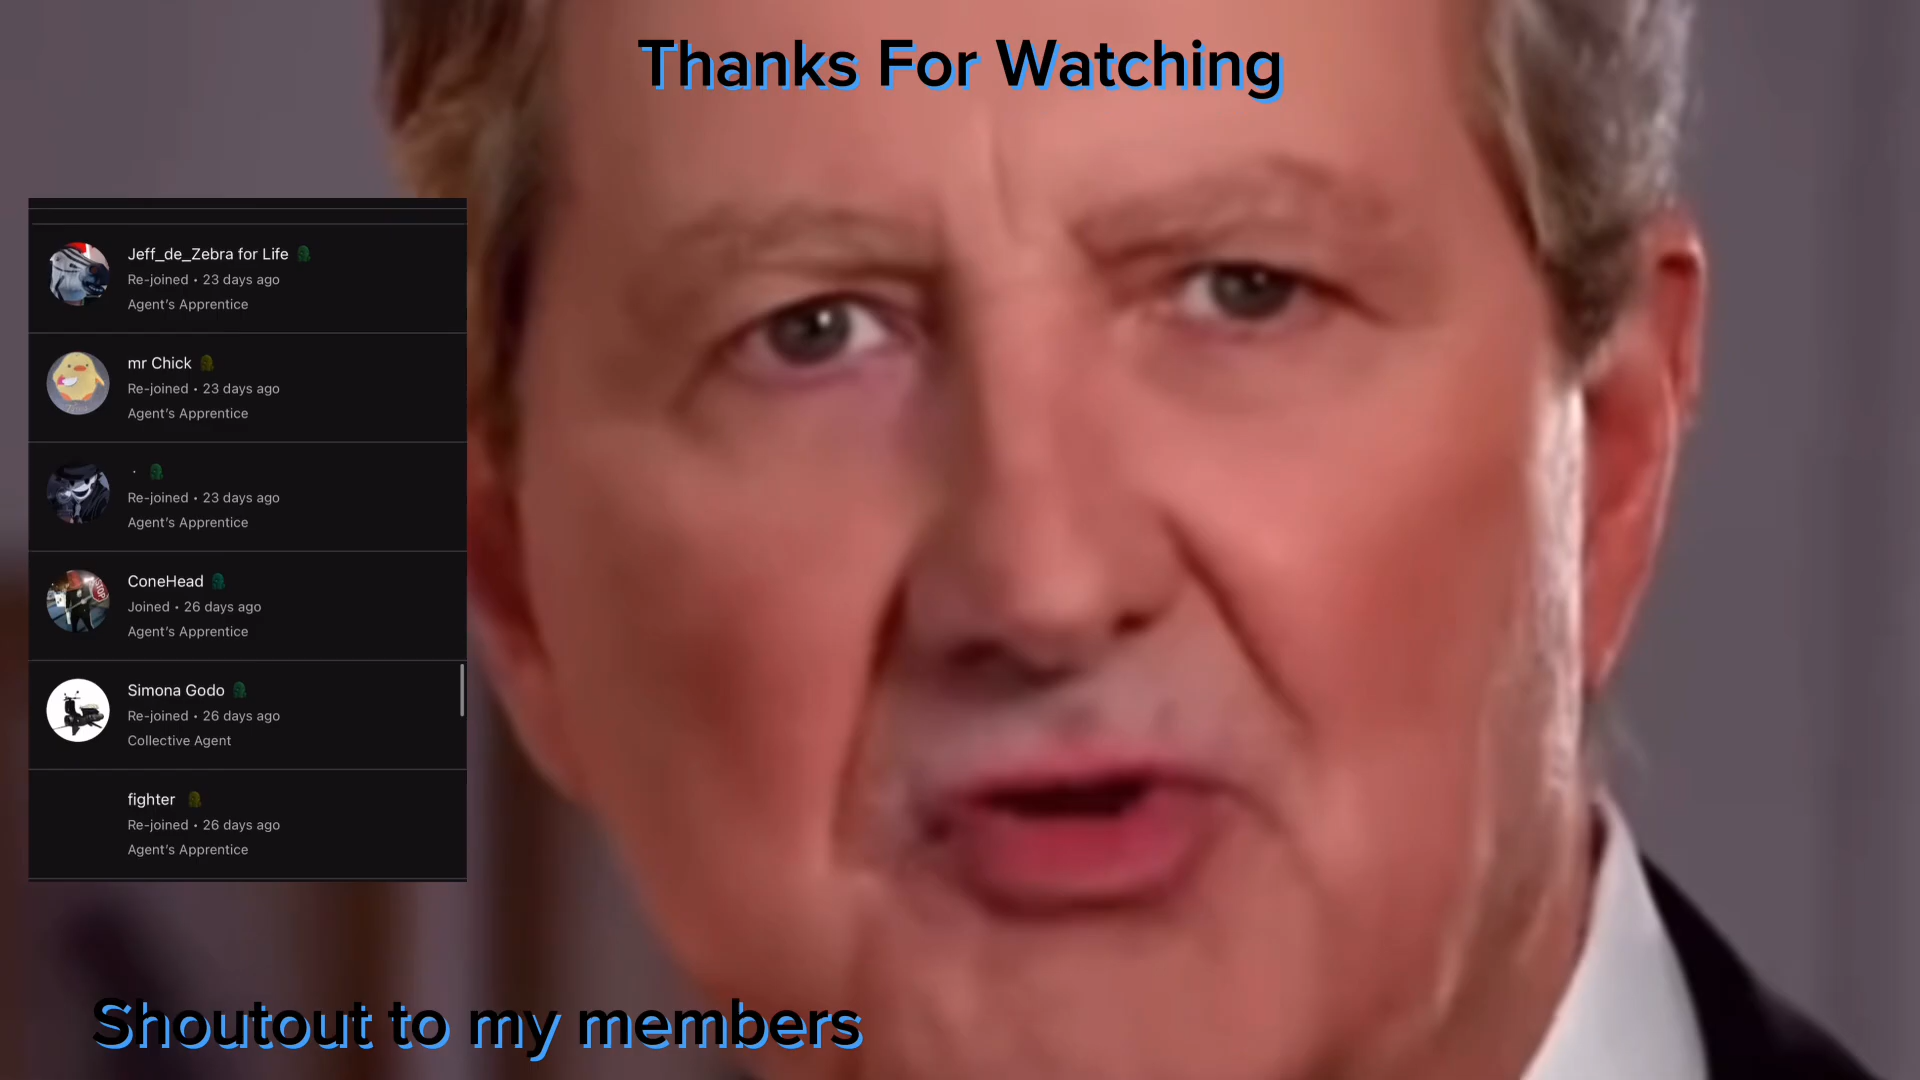 Thanks For Watching
Jeff_de_Zebra for Life
Re-joined • 23 days ago
Agent's Apprentice
mr Chick
Re-joined • 23 days ago
Agent's Apprentice
.
Re-joined • 23 days ago
Agent's Apprentice
ConeHead
Joined • 26 days ago
Agent's Apprentice
STOP
Simona Godo
Re-joined • 26 days ago
Collective Agent
fighter
Re-joined • 26 days ago
Agent's Apprentice
Shoutout to my members